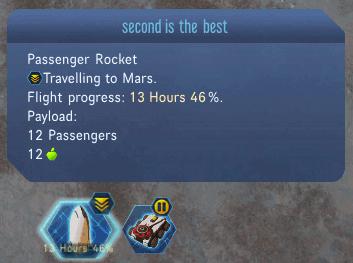 second is the best
Passenger Rocket
Travelling to Mars.
Flight progress: 13 Hours 46%.
Payload:
12 Passengers
12
13 Hours 46%